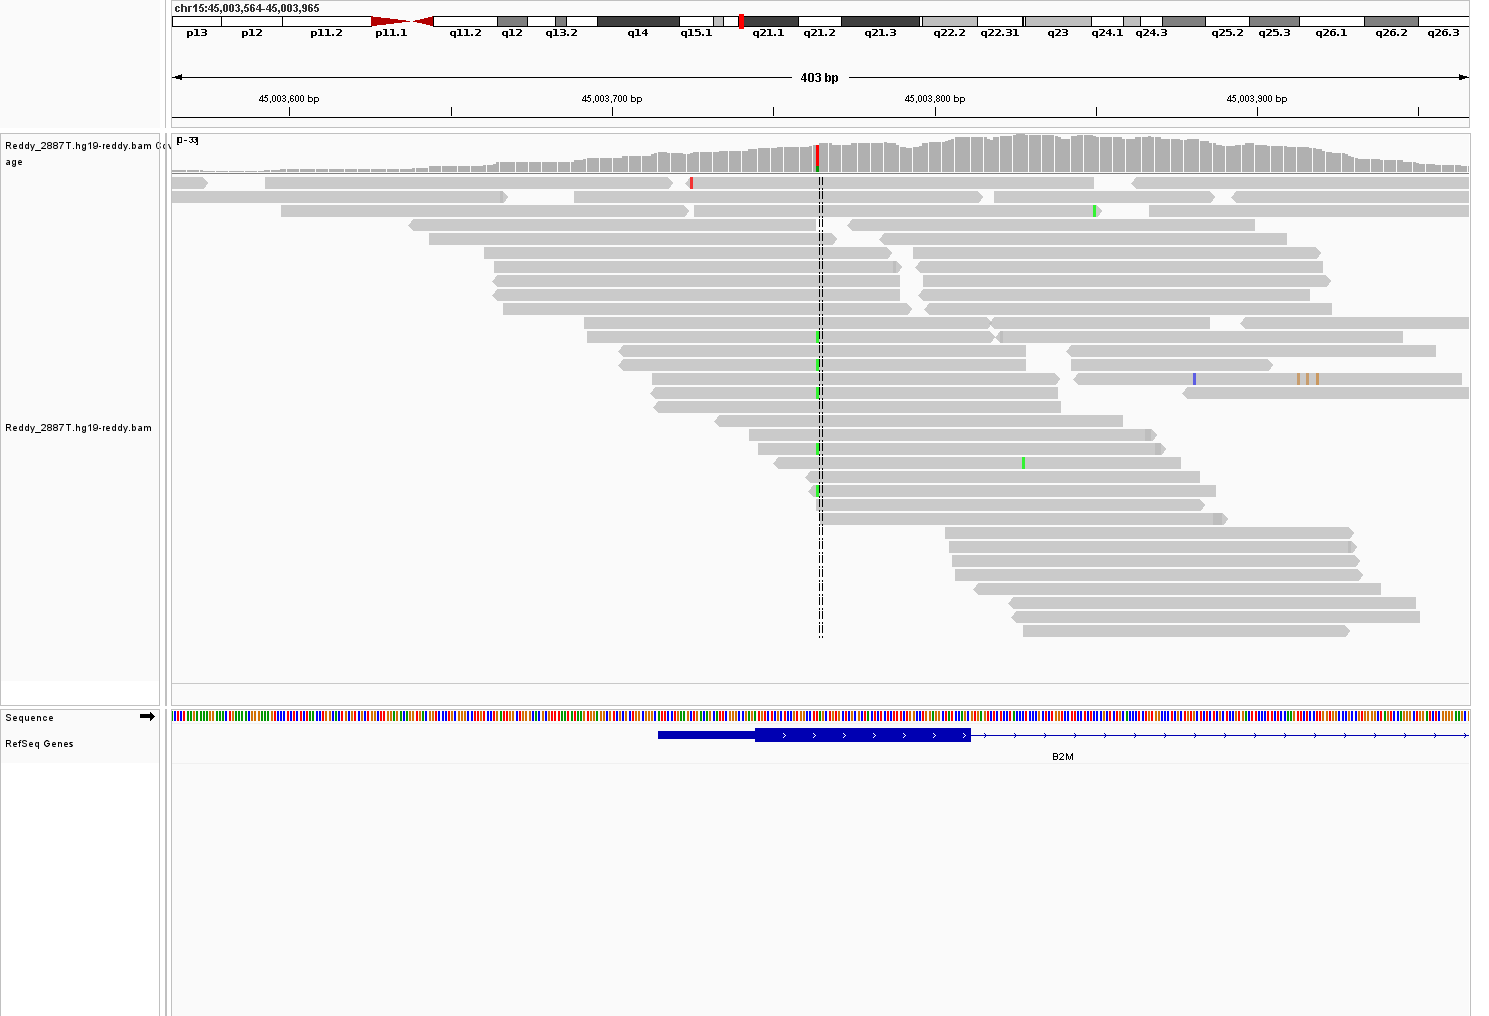 chr15:45,003,564-45,003,965
p13 p12 p11.2 p11.1 q11.2 q12 q13.2 q14 q15.1 q21.1 q21.2 q21.3 q22.2 q22.31 q23 q24.1 q24.3 q25.2 q25.3 q26.1 q26.2 q26.3
403 bp
45,003,600 bp 45,003,700 bp 45,003,800 bp 45,003,900 bp
[0-33]
Reddy_2887T.hg19-reddy.bam Cov
age
Reddy_2887T.hg19-reddy.bam
Sequence
RefSeq Genes
B2M